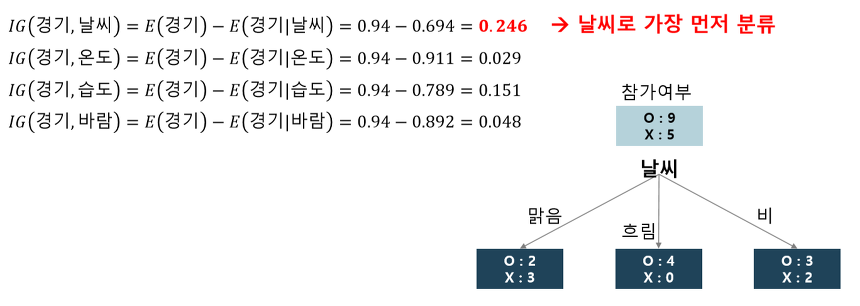 IG(경기, 날씨) = E(경기) − E(경기|날씨) = 0.94 − 0.694 = 0.246 → 날씨로 가장 먼저 분류
IG(경기, 온도) = E(경기) − E(경기|온도) = 0.94 − 0.911 = 0.029
IG(경기, 습도) = E(경기) − E(경기|습도) = 0.94 − 0.789 = 0.151
IG(경기, 바람) = E(경기) − E(경기|바람) = 0.94 − 0.892 = 0.048
참가여부
O : 9
X : 5
날씨
맑음
흐림
비
O : 2
X : 3
O : 4
X : 0
O : 3
X : 2